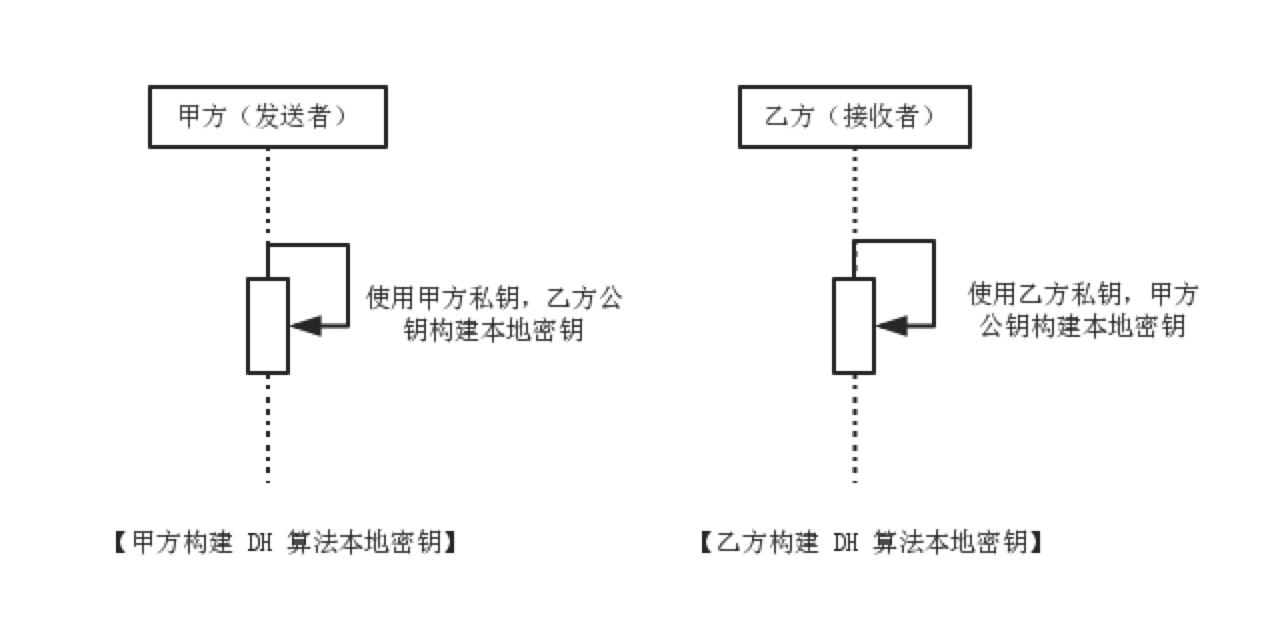 甲方（发送者）
乙方（接收者）
使用甲方私钥，乙方公
钥构建本地密钥
使用乙方私钥，甲方
公钥构建本地密钥
【甲方构建 DH 算法本地密钥】
【乙方构建 DH 算法本地密钥】